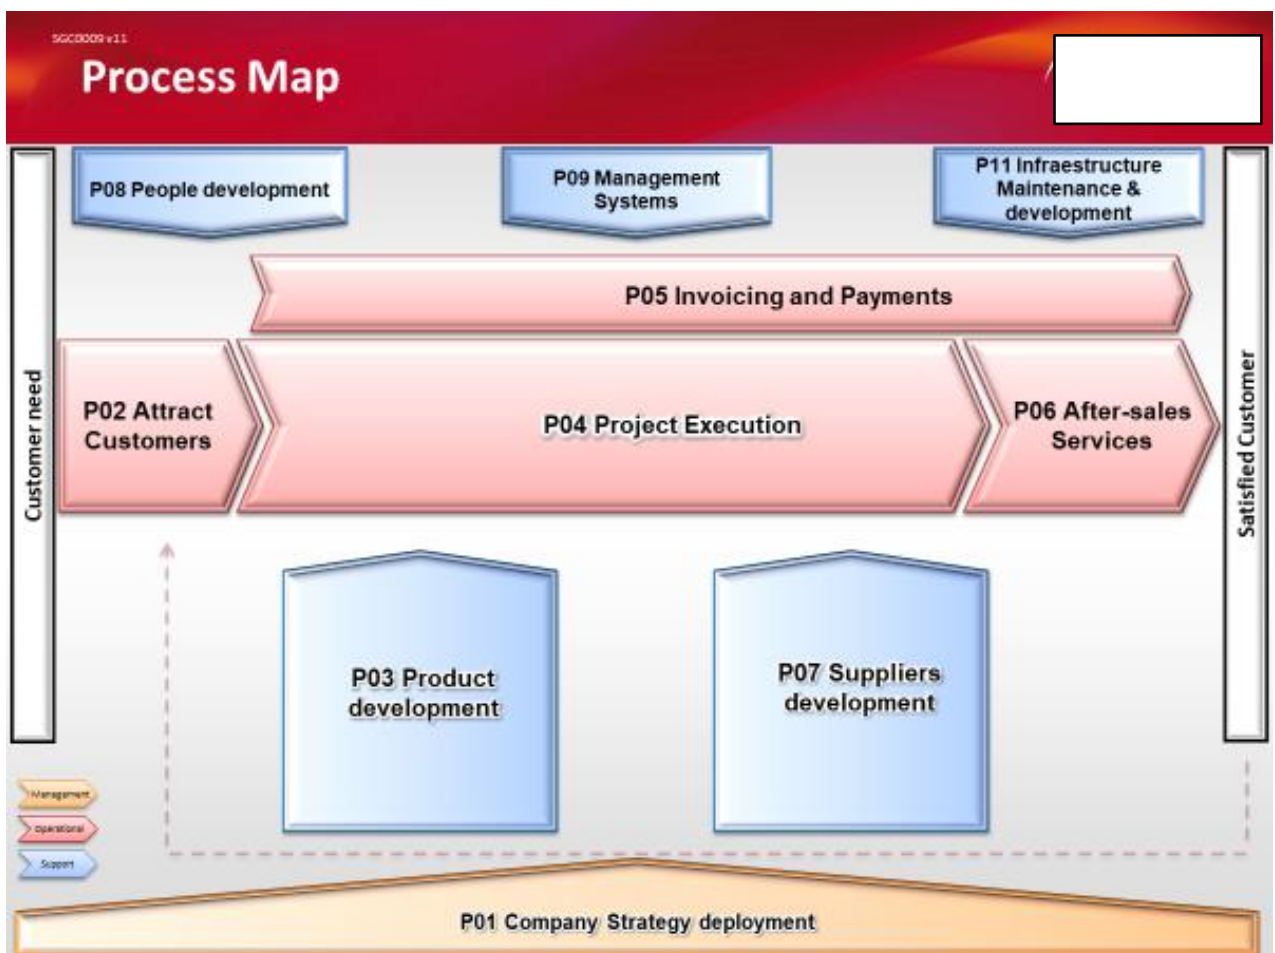 SGC0009 v11
Process Map
P08 People development
P09 Management
Systems
P11 Infraestructure
Maintenance &
development
P05 Invoicing and Payments
Customer need
P02 Attract
Customers
P04 Project Execution
P06 After-sales
Services
Satisfied Customer
P03 Product
development
P07 Suppliers
development
Management
Operational
Support
P01 Company Strategy deployment